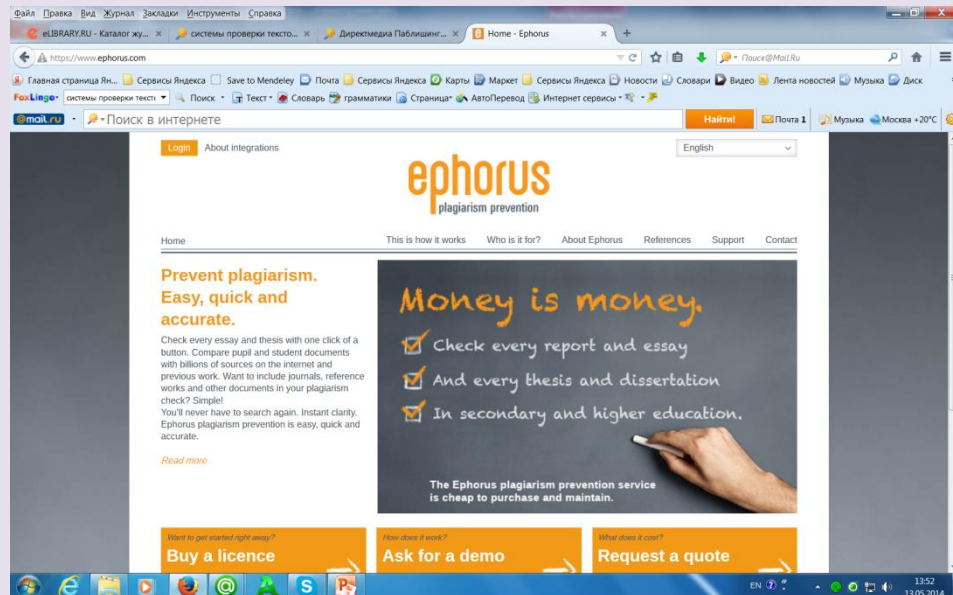 Файл Правка Вид Журнал Закладки Инструменты Справка
eLIBRARY.RU - Каталог жу... системы проверки тексто... Директмедиа Паблишинг... Home - Ephorus
https://www.ephorus.com Поиск@Mail.Ru
Главная страница Ян... Сервисы Яндекса Save to Mendeley Почта Сервисы Яндекса Карты Маркет Сервисы Яндекса Новости Словари Видео Лента новостей Музыка Диск
FoxLingo системы проверки текст Поиск Текст Словарь грамматики Страница АвтоПеревод Интернет сервисы
@mail.ru Поиск в интернете Найти! Почта 1 Музыка Москва +20°C
Login About integrations English
ephorus
plagiarism prevention
Home This is how it works Who is it for? About Ephorus References Support Contact
Prevent plagiarism.
Easy, quick and
accurate.
Check every essay and thesis with one click of a
button. Compare pupil and student documents
with billions of sources on the internet and
previous work. Want to include journals, reference
works and other documents in your plagiarism
check? Simple!
You'll never have to search again. Instant clarity.
Ephorus plagiarism prevention is easy, quick and
accurate.
Read more
Money is money.
Check every report and essay
And every thesis and dissertation
In secondary and higher education.
The Ephorus plagiarism prevention service
is cheap to purchase and maintain.
Want to get started right away?
Buy a licence
How does it work?
Ask for a demo
What does it cost?
Request a quote
EN 13:52
13.05.2014